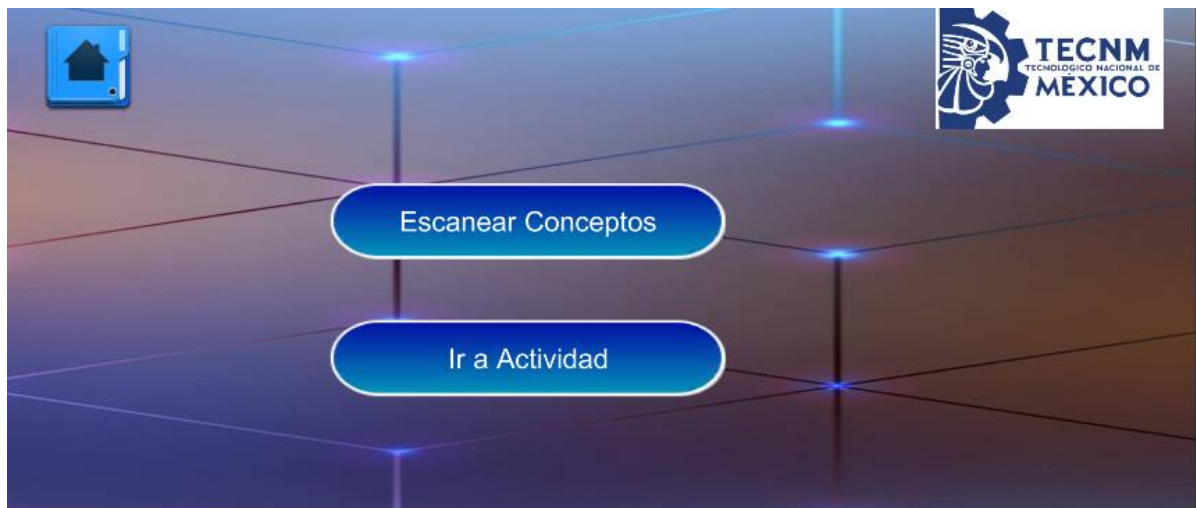 TECNM
TECNOLÓGICO NACIONAL DE
MÉXICO
Escanear Conceptos
Ir a Actividad